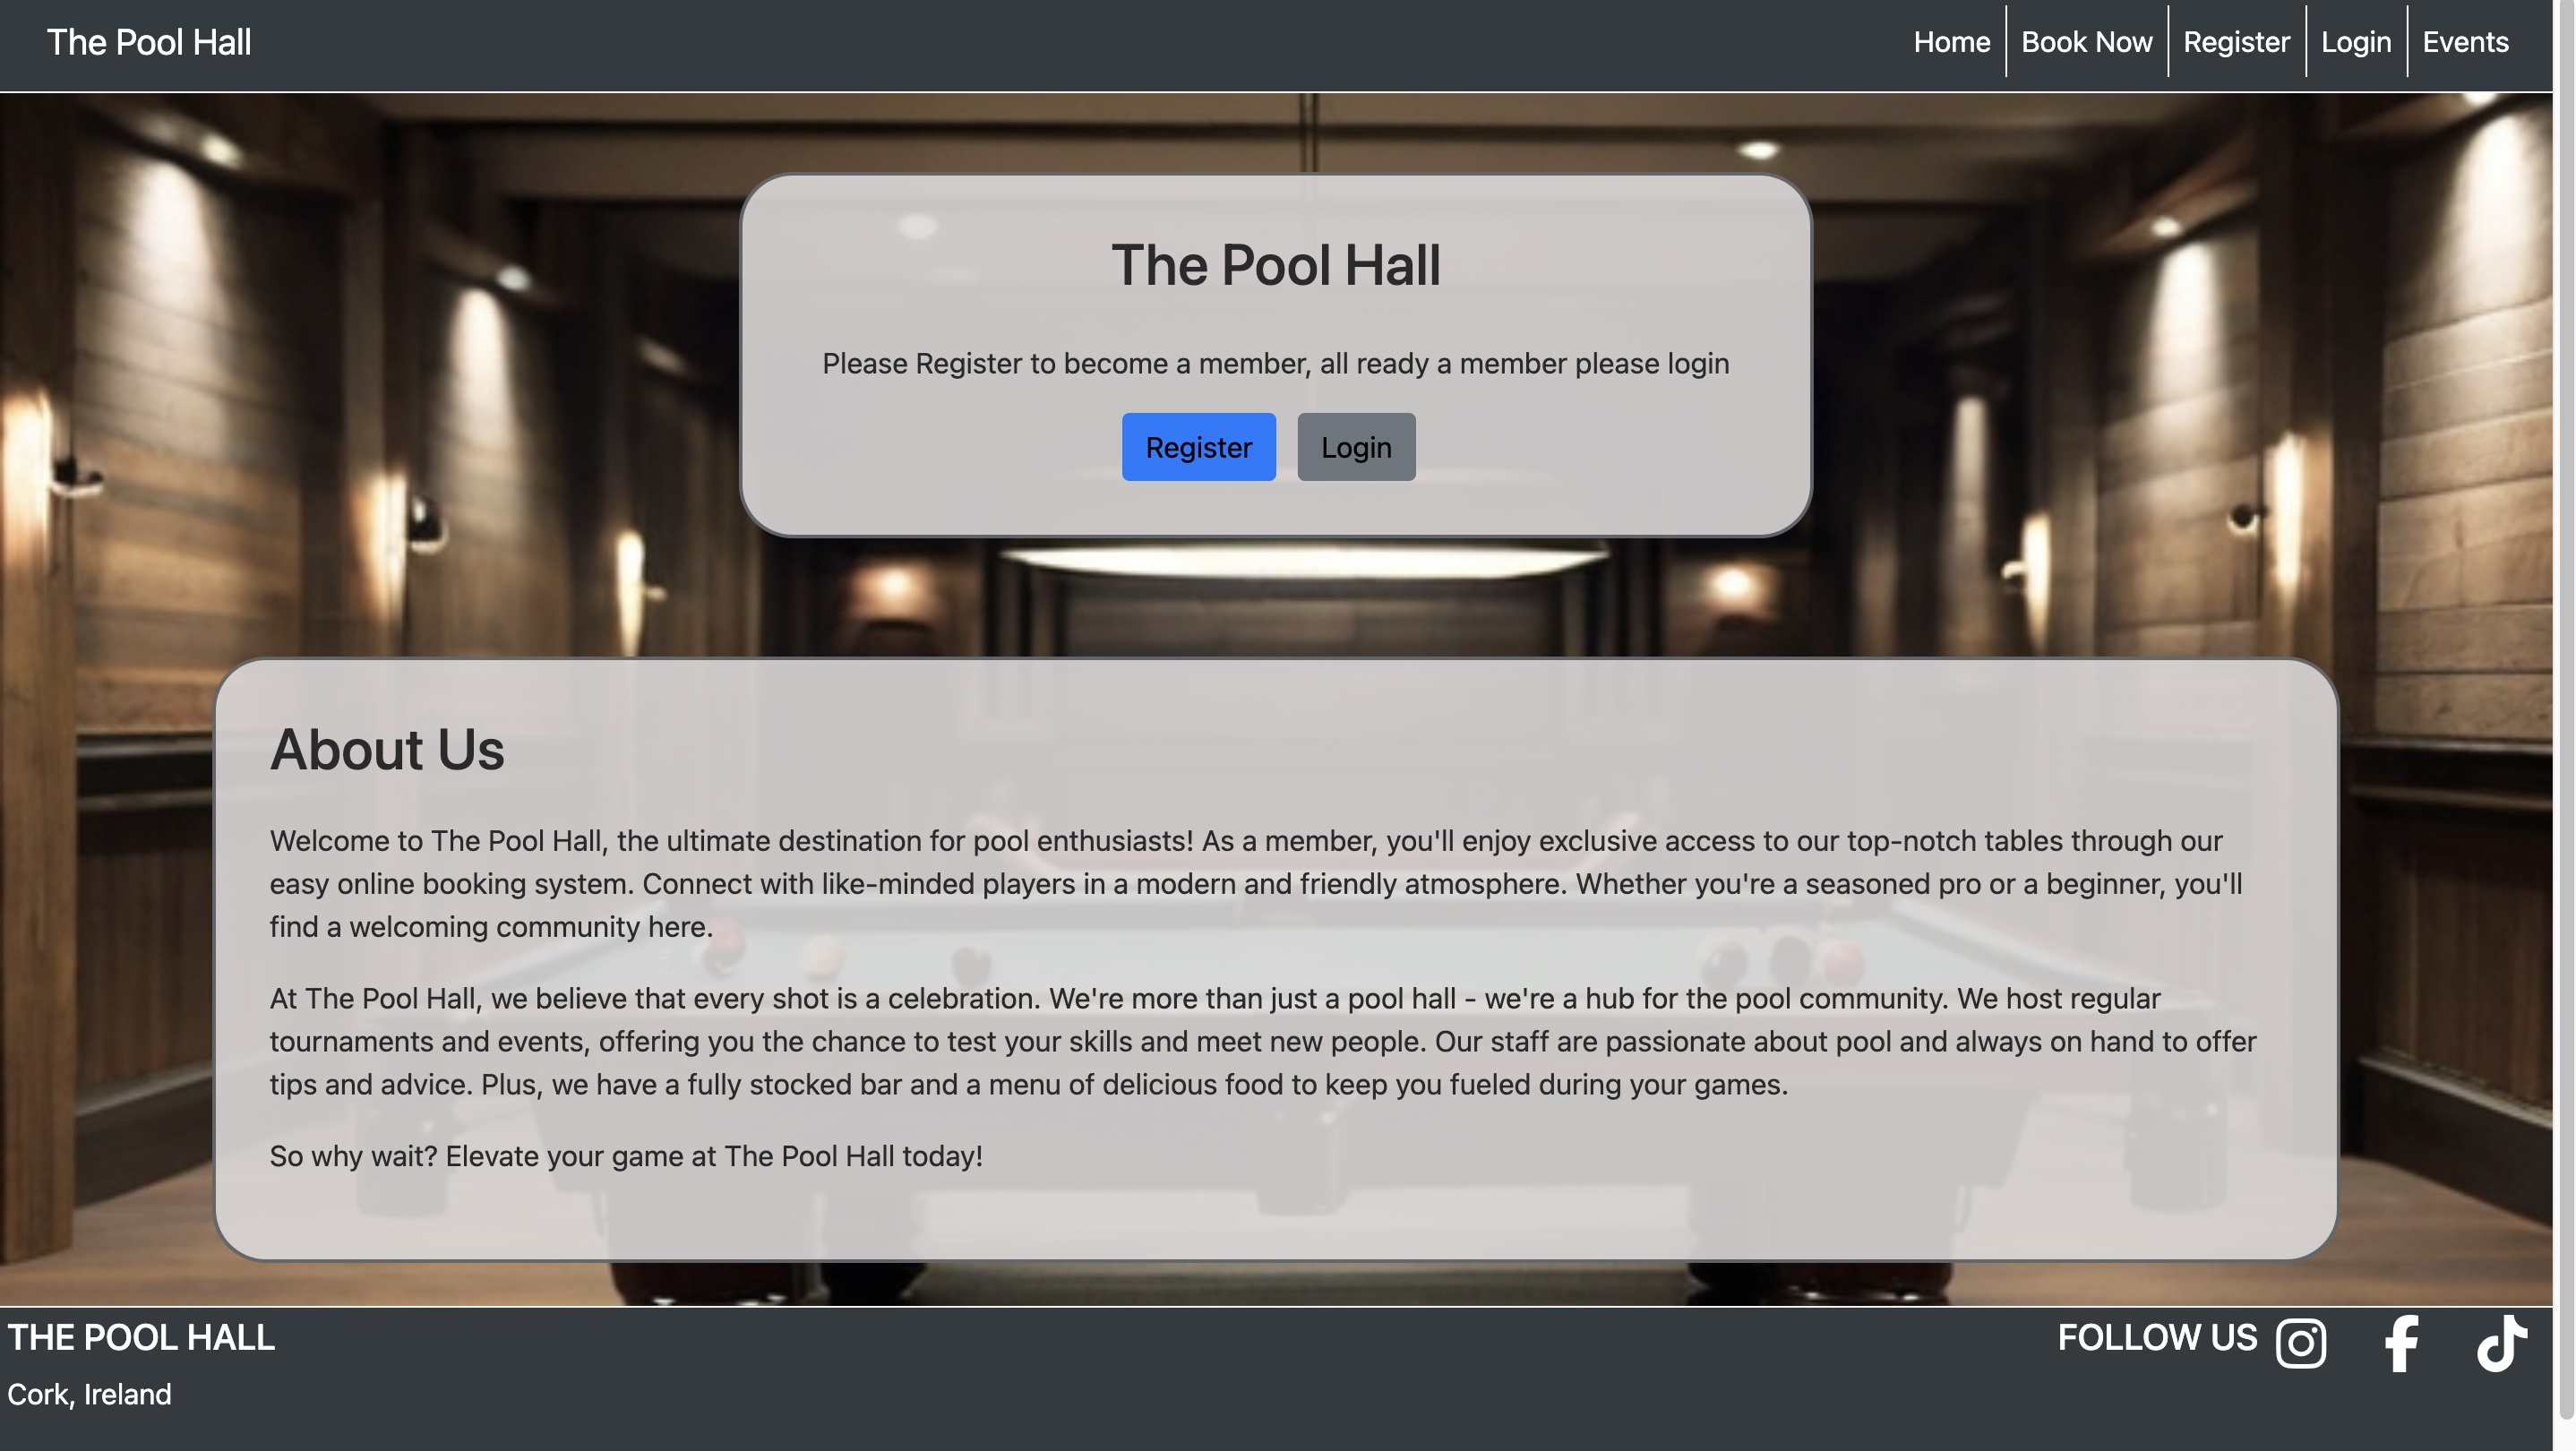 The Pool Hall
Home
Book Now
Register
Login
Events
The Pool Hall
Please Register to become a member, all ready a member please login
Register
Login
About Us
Welcome to The Pool Hall, the ultimate destination for pool enthusiasts! As a member, you'll enjoy exclusive access to our top-notch tables through our
easy online booking system. Connect with like-minded players in a modern and friendly atmosphere. Whether you're a seasoned pro or a beginner, you'll
find a welcoming community here.
At The Pool Hall, we believe that every shot is a celebration. We're more than just a pool hall - we're a hub for the pool community. We host regular
tournaments and events, offering you the chance to test your skills and meet new people. Our staff are passionate about pool and always on hand to offer
tips and advice. Plus, we have a fully stocked bar and a menu of delicious food to keep you fueled during your games.
So why wait? Elevate your game at The Pool Hall today!
THE POOL HALL
FOLLOW US
Cork, Ireland